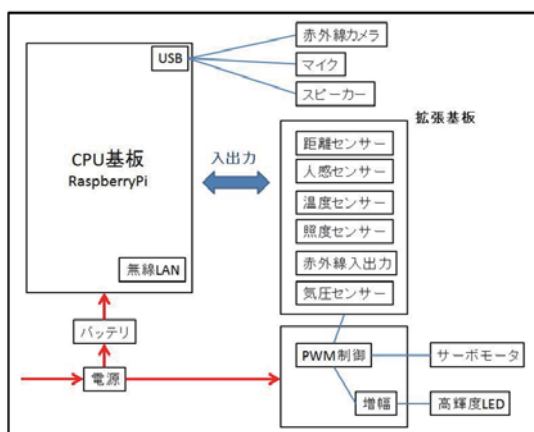 USB
赤外線カメラ
マイク
スピーカー
拡張基板
CPU基板
RaspberryPi
入出力
距離センサー
人感センサー
温度センサー
照度センサー
赤外線入出力
気圧センサー
無線LAN
バッテリ
電源
PWM制御
サーボモータ
増幅
高輝度LED